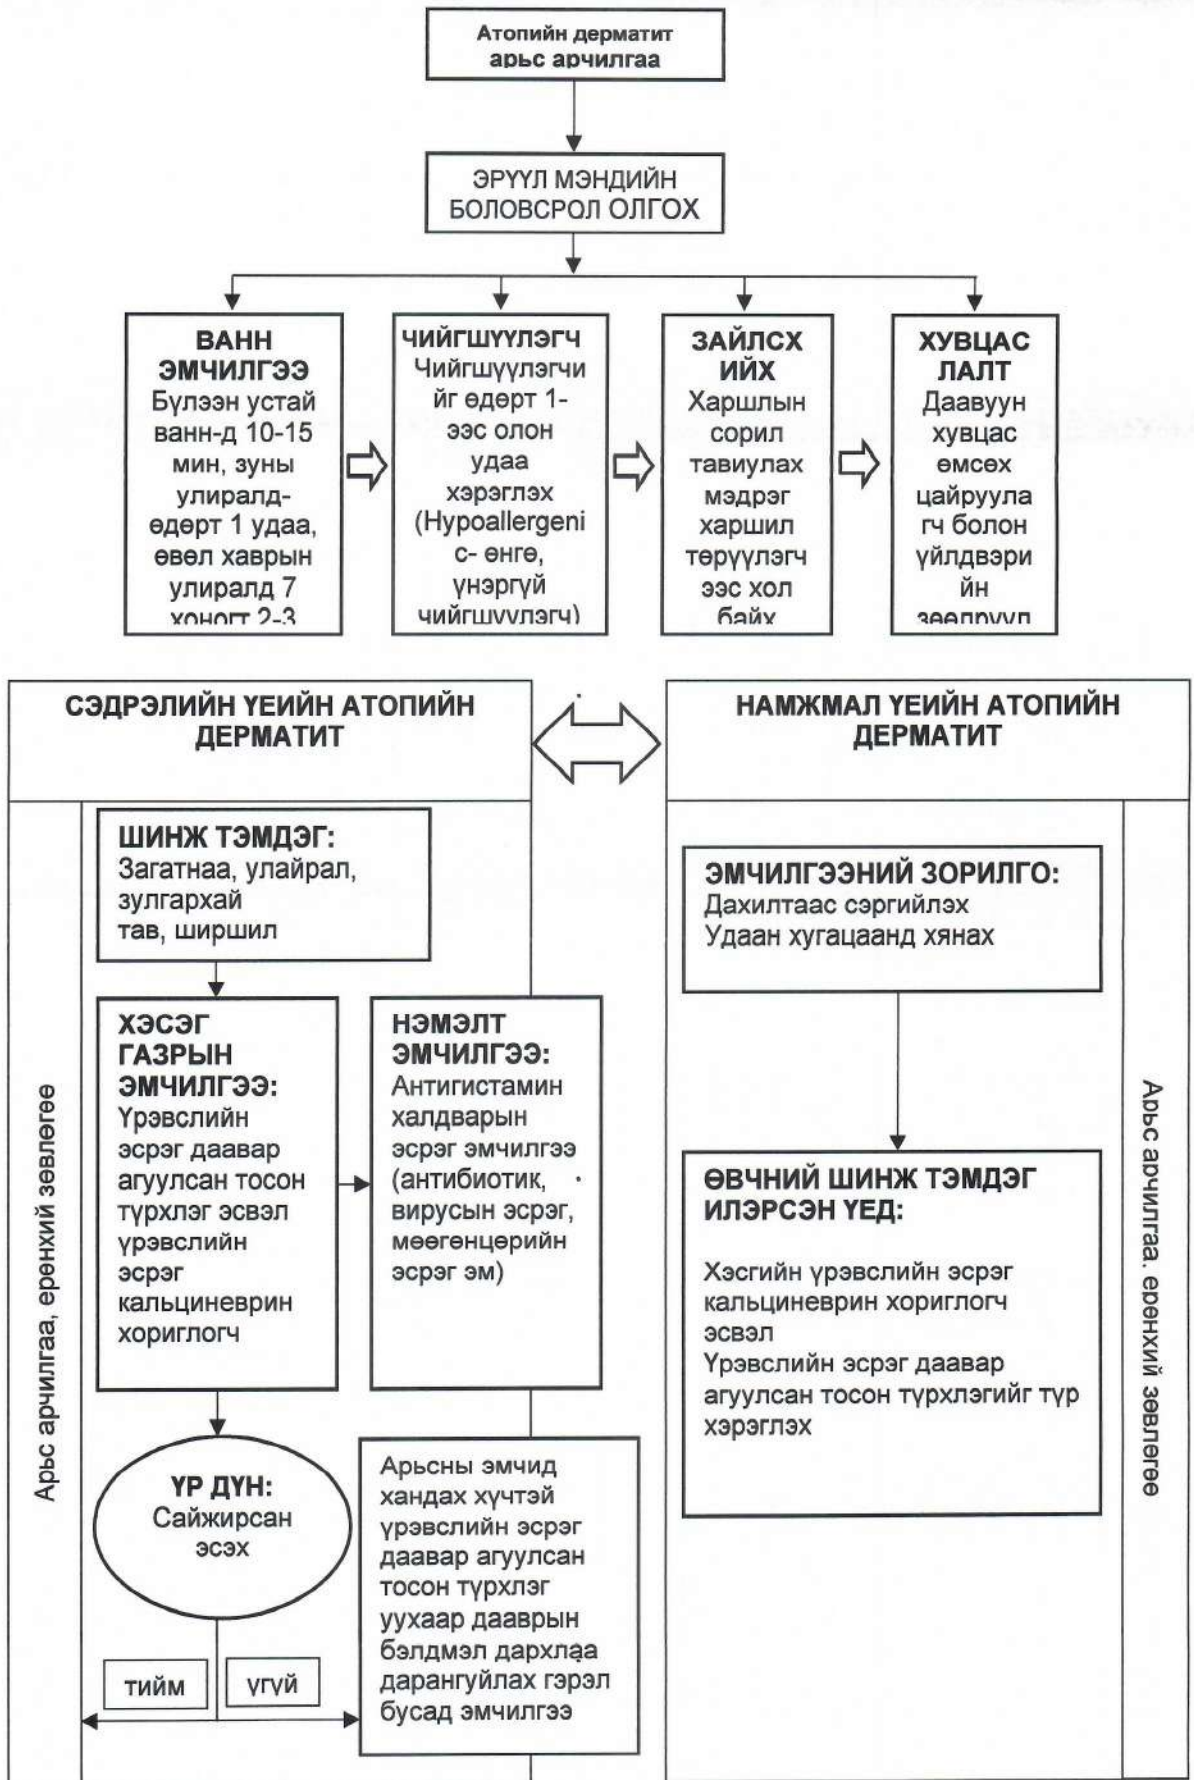 Атопийн дерматит
арьс арчилгаа
ЭРҮҮЛ МЭНДИЙН
БОЛОВСРОЛ ОЛГОХ
ВАНН
ЭМЧИЛГЭЭ
Бүлээн устай
ванн-д 10-15
мин, зуны
улиралд-
өдөрт 1 удаа,
өвөл хаврын
улиралд 7
хоногт 2-3
ЧИЙГШҮҮЛЭГЧ
Чийгшүүлэгчи
йг өдөрт 1-
ээс олон
удаа
хэрэглэх
(Hypoallergeni
c- өнгө,
үнэргүй
чийгшүүлэгч)
ЗАЙЛСХ
ИЙХ
Харшлын
сорил
тавиулах
мэдрэг
харшил
төрүүлэгч
ээс хол
байх
ХУВЦАС
ЛАЛТ
Даавуун
хувцас
өмсөх
цайруула
гч болон
үйлдвэри
йн
зөөлрүүл
СЭДРЭЛИЙН ҮЕИЙН АТОПИЙН
ДЕРМАТИТ
ШИНЖ ТЭМДЭГ:
Загатнаа, улайрал,
зулгархай
тав, ширшил
ХЭСЭГ
ГАЗРЫН
ЭМЧИЛГЭЭ:
Үрэвслийн
эсрэг даавар
агуулсан тосон
түрхлэг эсвэл
үрэвслийн
эсрэг
кальциневрин
хориглогч
НЭМЭЛТ
ЭМЧИЛГЭЭ:
Антигистамин
халдварын
эсрэг эмчилгээ
(антибиотик,
вирусын эсрэг,
мөөгөнцөрийн
эсрэг эм)
ҮР ДҮН:
Сайжирсан
эсэх
тийм
үгүй
Арьсны эмчид
хандах хүчтэй
үрэвслийн эсрэг
даавар агуулсан
тосон түрхлэг
уухаар дааврын
бэлдмэл дархлаа
дарангуйлах гэрэл
бусад эмчилгээ
Арьс арчилгаа, ерөнхий зөвлөгөө
НАМЖМАЛ ҮЕИЙН АТОПИЙН
ДЕРМАТИТ
ЭМЧИЛГЭЭНИЙ ЗОРИЛГО:
Дахилтаас сэргийлэх
Удаан хугацаанд хянах
ӨВЧНИЙ ШИНЖ ТЭМДЭГ
ИЛЭРСЭН ҮЕД:
Хэсгийн үрэвслийн эсрэг
кальциневрин хориглогч
эсвэл
Үрэвслийн эсрэг даавар
агуулсан тосон түрхлэгийг түр
хэрэглэх
Арьс арчилгаа. ерөнхий зөвлөгөө